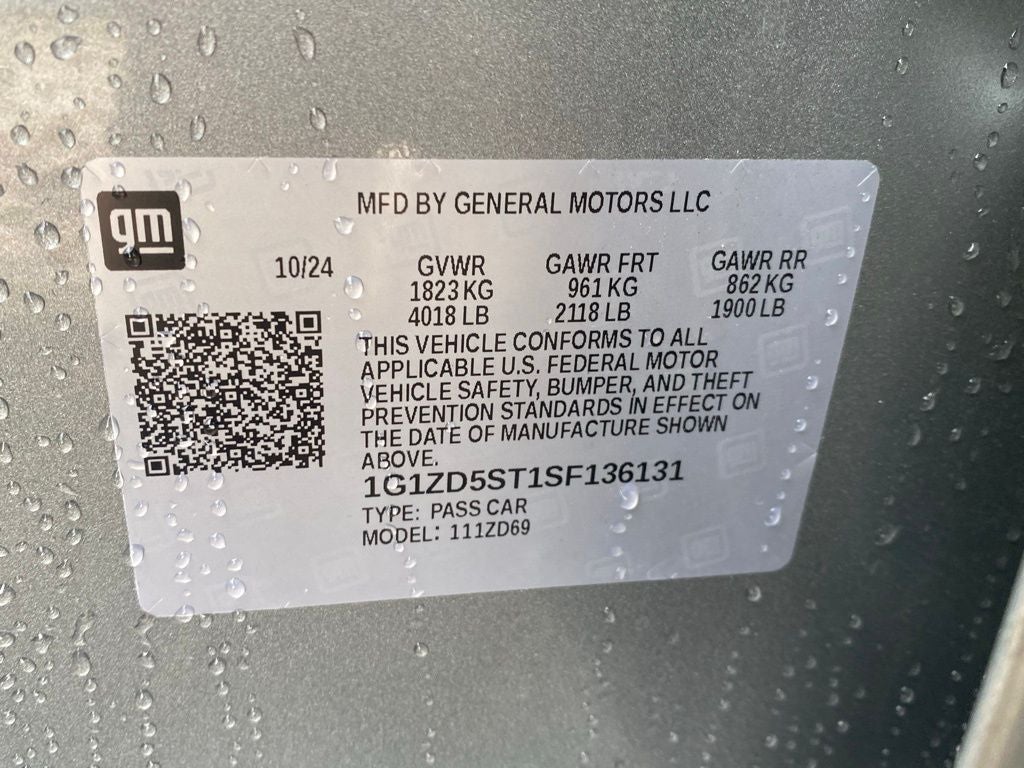 gm
MFD BY GENERAL MOTORS LLC
10/24 GVWR GAWR FRT GAWR RR
1823 KG 961 KG 862 KG
4018 LB 2118 LB 1900 LB
THIS VEHICLE CONFORMS TO ALL
APPLICABLE U.S. FEDERAL MOTOR
VEHICLE SAFETY, BUMPER, AND THEFT
PREVENTION STANDARDS IN EFFECT ON
THE DATE OF MANUFACTURE SHOWN
ABOVE.
1G1ZD5ST1SF136131
TYPE: PASS CAR
MODEL: 111ZD69